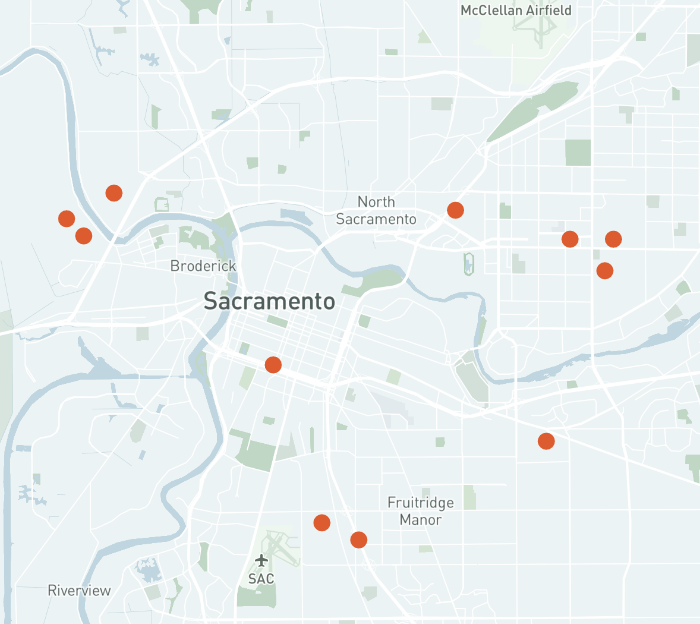 McClellan Airfield
North
Sacramento
Broderick
Sacramento
Fruitridge
Manor
SAC
Riverview